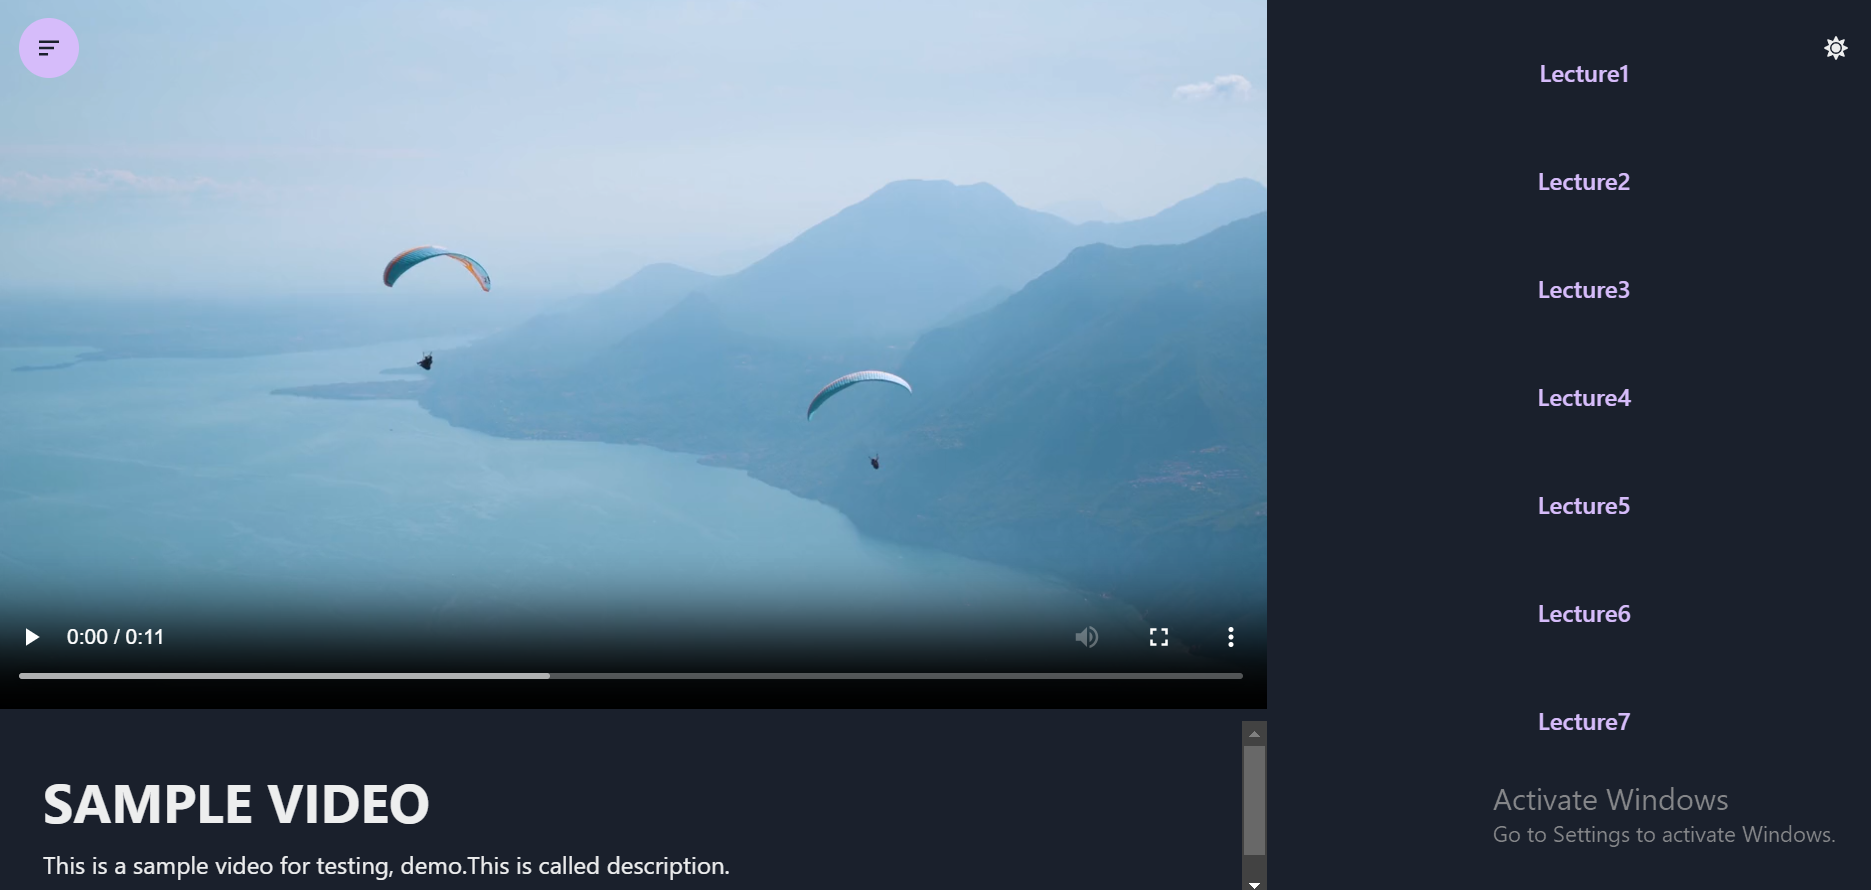 Lecture1
Lecture2
Lecture3
Lecture4
Lecture5
Lecture6
Lecture7
0:00 / 0:11
SAMPLE VIDEO
This is a sample video for testing, demo.This is called description.
Activate Windows
Go to Settings to activate Windows.